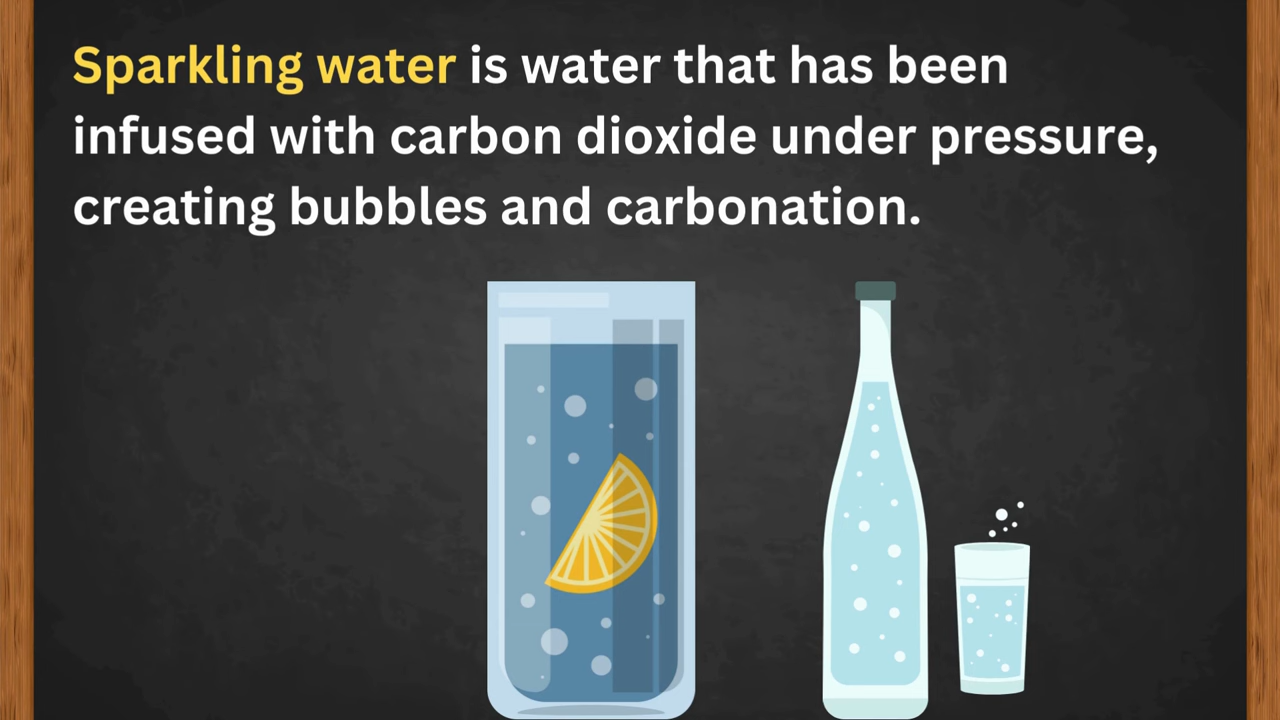 Sparkling water is water that has been
infused with carbon dioxide under pressure,
creating bubbles and carbonation.